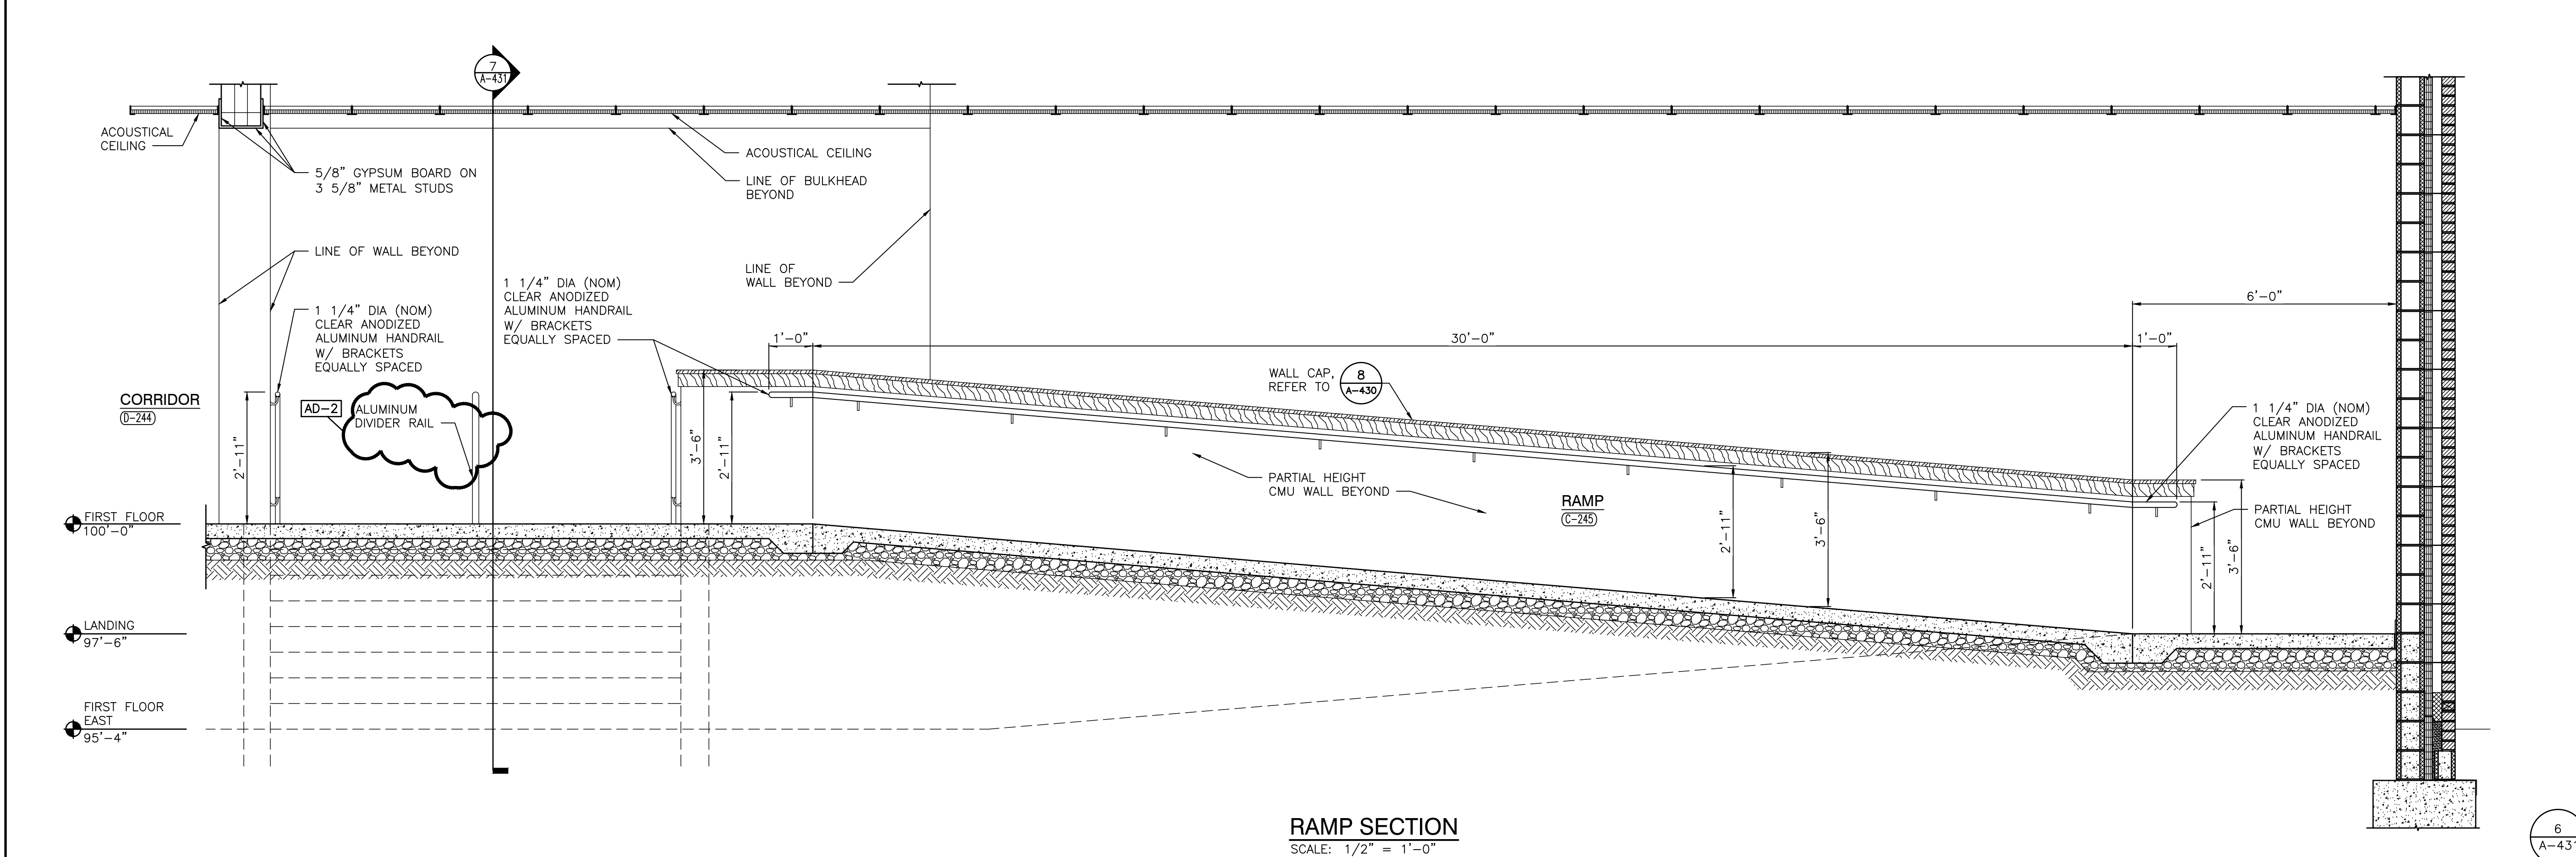 7
A-431
ACOUSTICAL
CEILING
5/8" GYPSUM BOARD ON
3 5/8" METAL STUDS
ACOUSTICAL CEILING
LINE OF BULKHEAD
BEYOND
LINE OF WALL BEYOND
LINE OF
WALL BEYOND
1 1/4" DIA (NOM)
CLEAR ANODIZED
ALUMINUM HANDRAIL
W/ BRACKETS
EQUALLY SPACED
1 1/4" DIA (NOM)
CLEAR ANODIZED
ALUMINUM HANDRAIL
W/ BRACKETS
EQUALLY SPACED
6'-0"
1'-0"
30'-0"
1'-0"
WALL CAP,
REFER TO
8
A-430
CORRIDOR
D-244
AD-2
ALUMINUM
DIVIDER RAIL
2'-11"
3'-6"
2'-11"
1 1/4" DIA (NOM)
CLEAR ANODIZED
ALUMINUM HANDRAIL
W/ BRACKETS
EQUALLY SPACED
PARTIAL HEIGHT
CMU WALL BEYOND
RAMP
C-245
2'-11"
3'-6"
PARTIAL HEIGHT
CMU WALL BEYOND
2'-11"
3'-6"
FIRST FLOOR
100'-0"
LANDING
97'-6"
FIRST FLOOR
EAST
95'-4"
RAMP SECTION
SCALE: 1/2" = 1'-0"
6
A-431